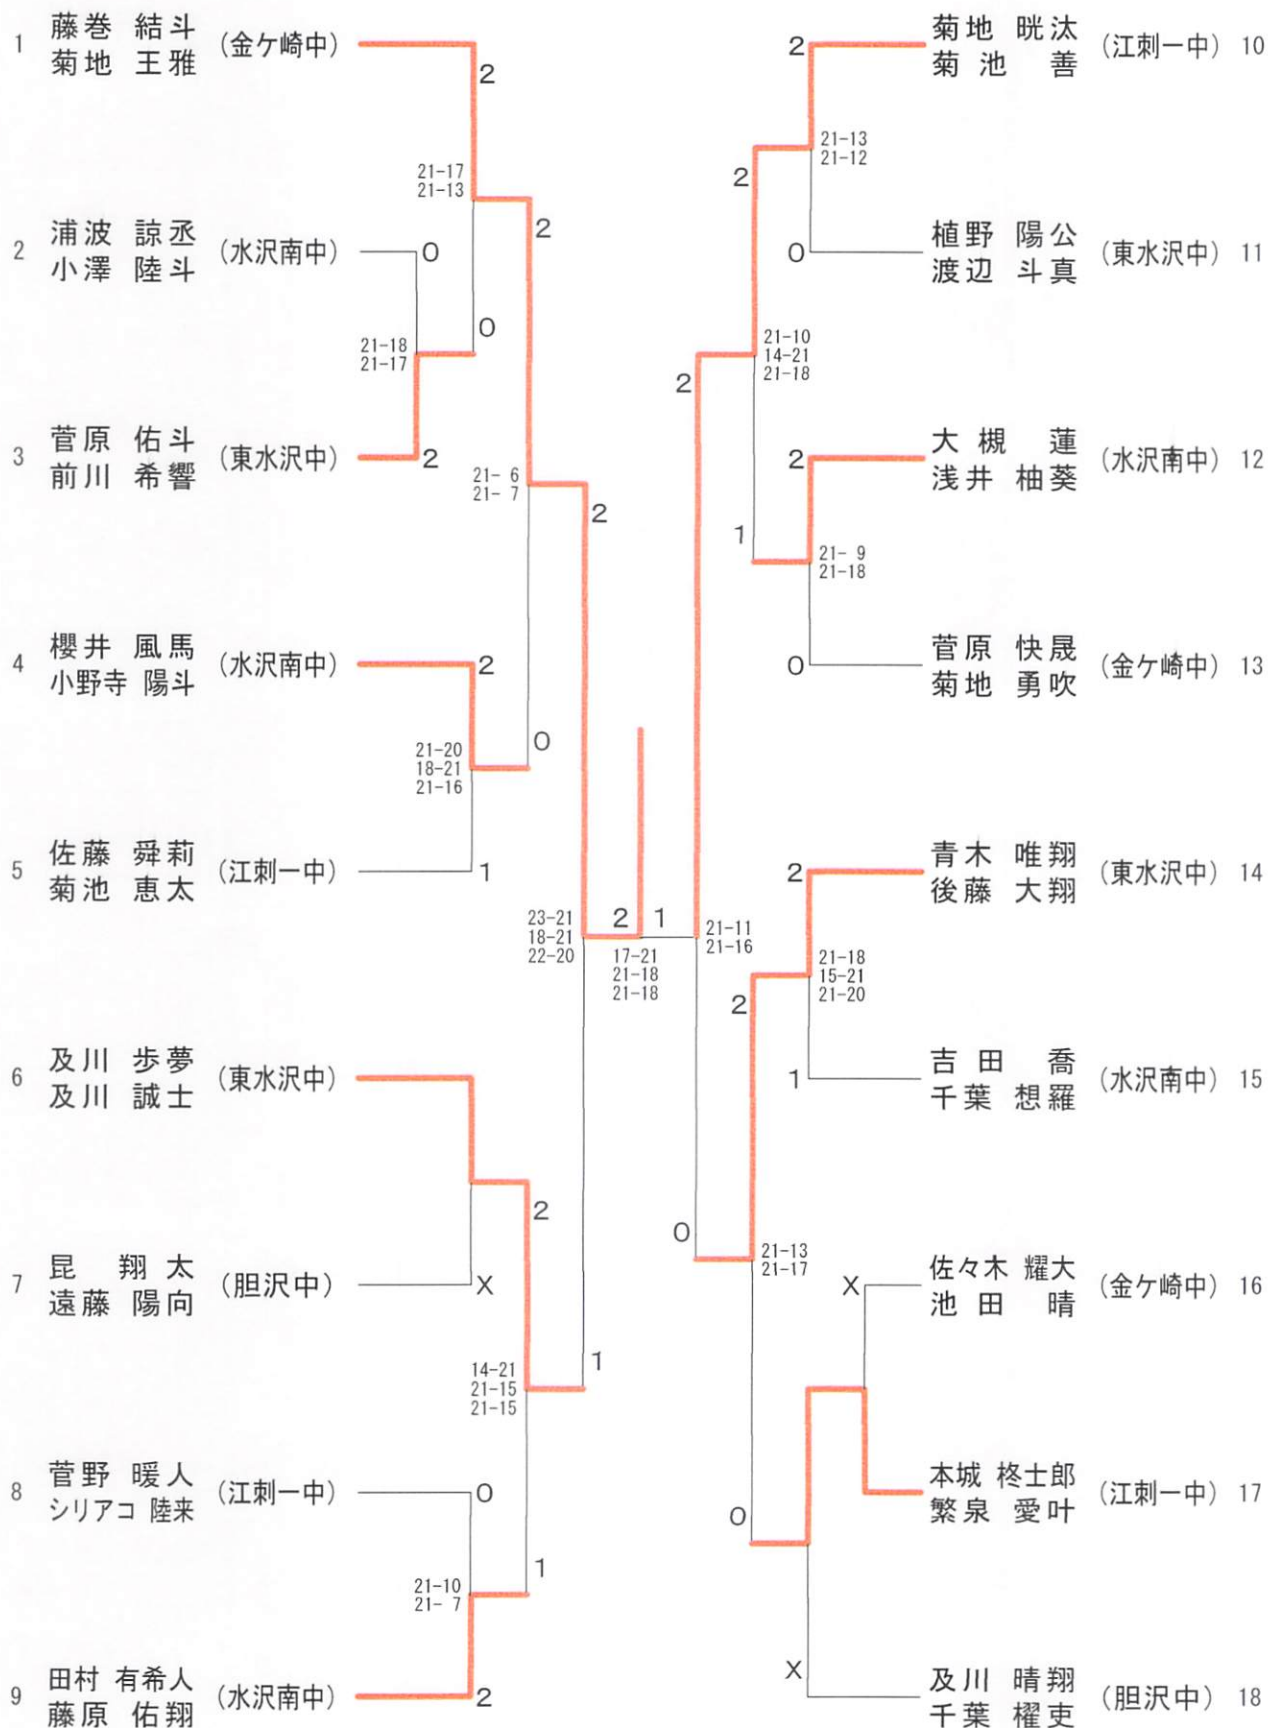 1 藤巻 結斗 (金ケ崎中)
菊地 王雅
2
21-17
21-13
2
2 浦波 諒丞 (水沢南中)
小澤 陸斗
0
0
21-18
21-17
3 菅原 佑斗 (東水沢中)
前川 希響
2
21- 6
21- 7
2
4 櫻井 風馬 (水沢南中)
小野寺 陽斗
2
0
21-20
18-21
21-16
5 佐藤 舜莉 (江刺一中)
菊池 恵太
1
23-21
18-21
22-20
2 1
17-21
21-18
21-18
6 及川 歩夢 (東水沢中)
及川 誠士
2
7 昆 翔太 (胆沢中)
遠藤 陽向
X
1
14-21
21-15
21-15
8 菅野 暖人 (江刺一中)
シリアコ 陸来
0
1
21-10
21- 7
9 田村 有希人 (水沢南中)
藤原 佑翔
2
2 菊地 晄汰 (江刺一中) 10
菊池 善
21-13
21-12
2
0 植野 陽公 (東水沢中) 11
渡辺 斗真
21-10
14-21
21-18
2
2 大槻 蓮 (水沢南中) 12
浅井 柚葵
1
21- 9
21-18
0 菅原 快晟 (金ケ崎中) 13
菊地 勇吹
2 青木 唯翔 (東水沢中) 14
後藤 大翔
21-11
21-16
21-18
15-21
21-20
2
1 吉田 喬 (水沢南中) 15
千葉 想羅
0
21-13
21-17
X 佐々木 耀大 (金ケ崎中) 16
池田 晴
本城 柊士郎 (江刺一中) 17
繁泉 愛叶
0
X 及川 晴翔 (胆沢中) 18
千葉 櫂吏